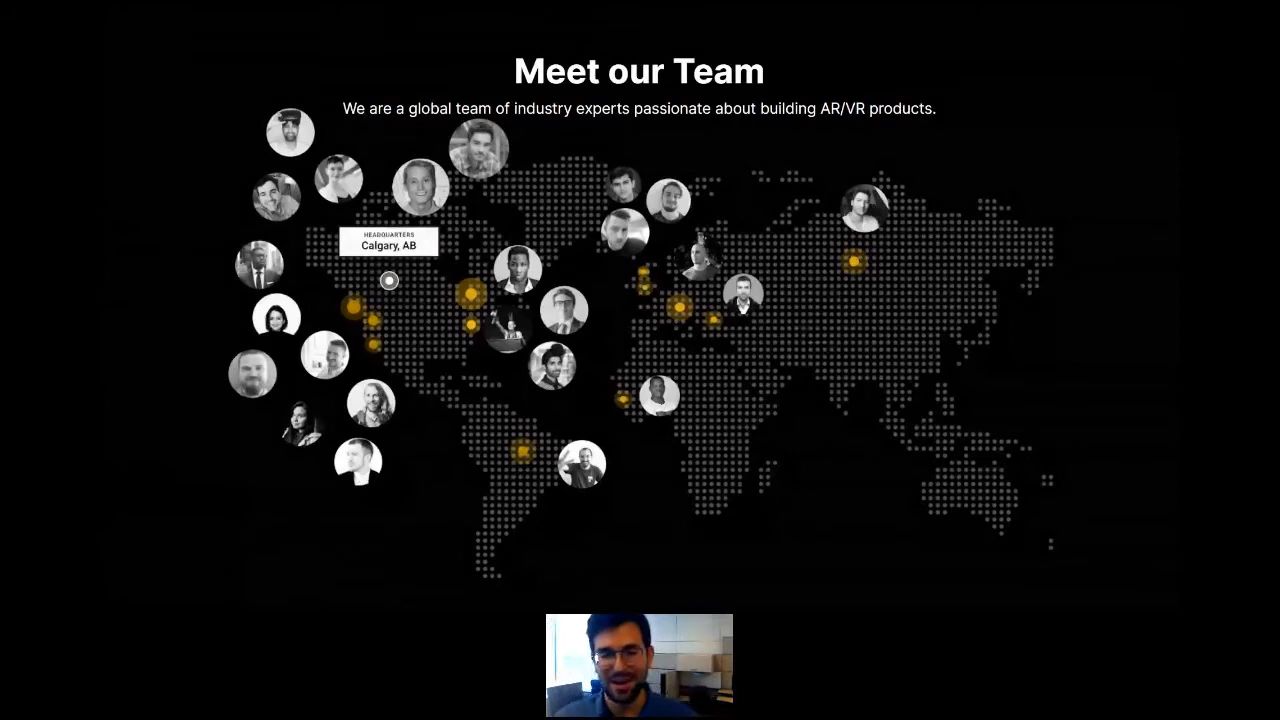 Meet our Team
We are a global team of industry experts passionate about building AR/VR products.
HEADQUARTERS
Calgary, AB